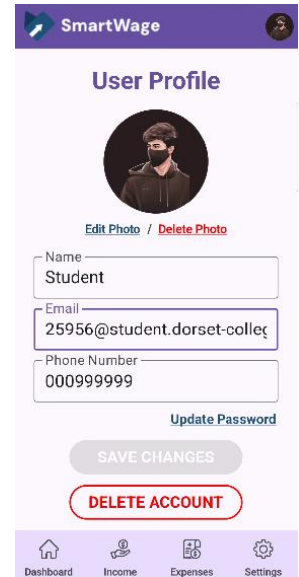 SmartWage
User Profile
Edit Photo / Delete Photo
Name
Student
Email
25956@student.dorset-colleg
Phone Number
000999999
Update Password
SAVE CHANGES
DELETE ACCOUNT
Dashboard Income Expenses Settings